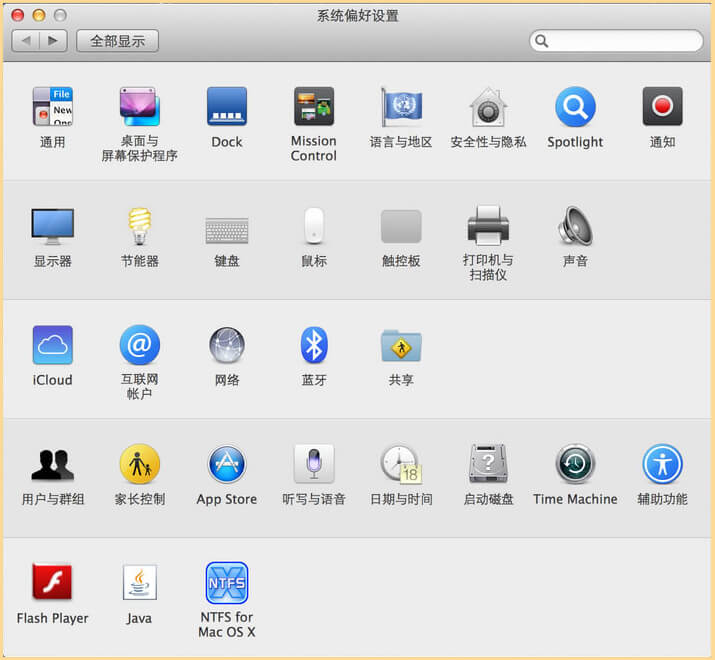 系统偏好设置
全部显示
File
New
通用
桌面与
屏幕保护程序
Dock
Mission
Control
语言与地区
安全性与隐私
Spotlight
通知
显示器
节能器
键盘
鼠标
触控板
打印机与
扫描仪
声音
iCloud
@
互联网
帐户
网络
蓝牙
共享
用户与群组
家长控制
App Store
听写与语音
18
日期与时间
?
启动磁盘
Time Machine
辅助功能
Flash Player
Java
NTFS
NTFS for
Mac OS X